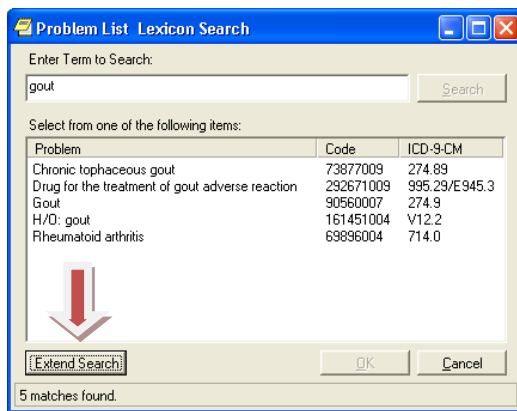 Problem List Lexicon Search
Enter Term to Search:
gout Search
Select from one of the following items:
Problem Code ICD-9-CM
Chronic tophaceous gout 73877009 274.89
Drug for the treatment of gout adverse reaction 292671009 995.29/E945.3
Gout 90560007 274.9
H/O: gout 161451004 V12.2
Rheumatoid arthritis 69896004 714.0
Extend Search OK Cancel
5 matches found.